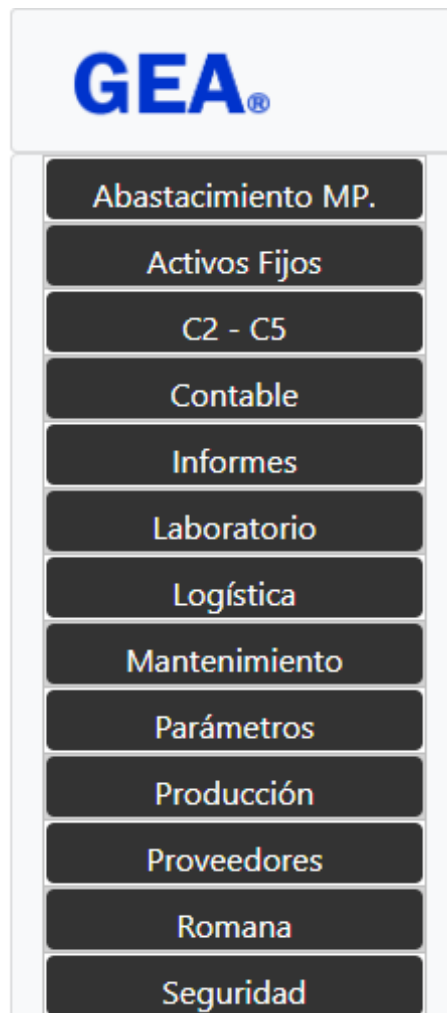 GEA®
Abastacimiento MP.
Activos Fijos
C2 - C5
Contable
Informes
Laboratorio
Logística
Mantenimiento
Parámetros
Producción
Proveedores
Romana
Seguridad